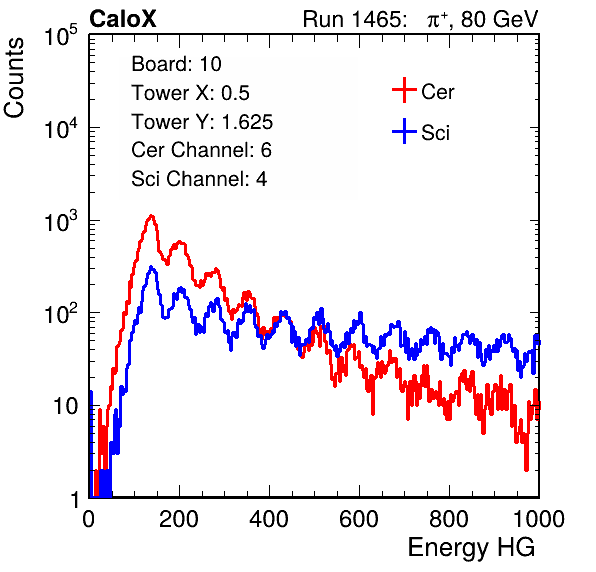 CaloX Run 1465: π⁺, 80 GeV
Counts
10⁵
10⁴
10³
10²
10
1
Board: 10
Tower X: 0.5
Tower Y: 1.625
Cer Channel: 6
Sci Channel: 4
Cer
Sci
0 200 400 600 800 1000
Energy HG